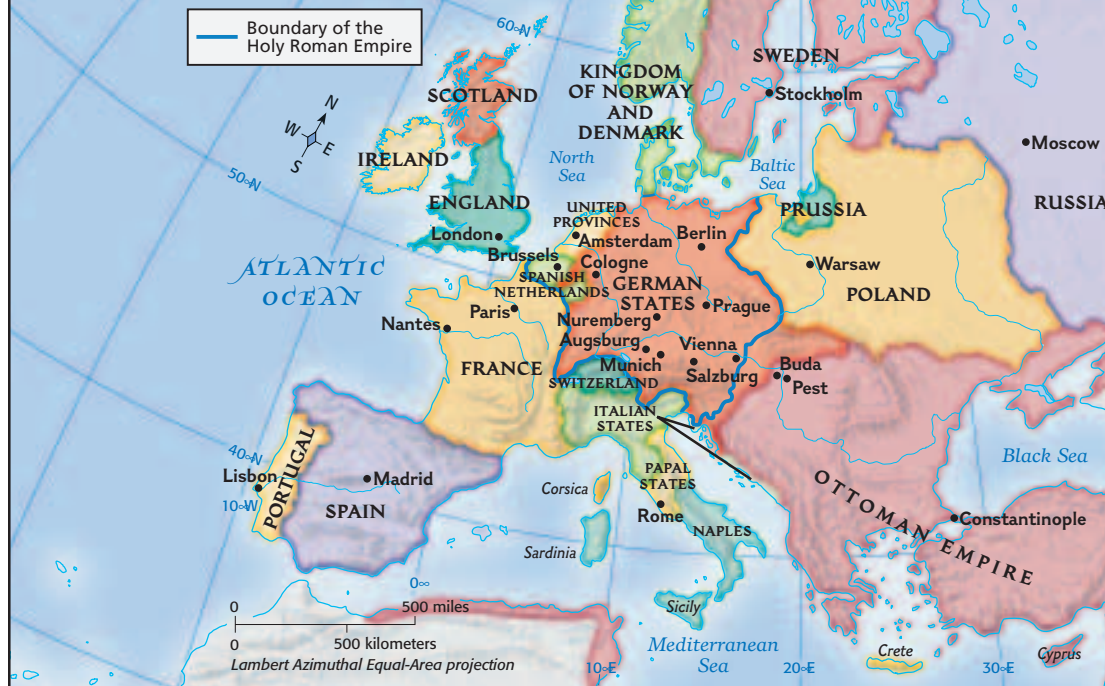 Boundary of the
Holy Roman Empire
60∞N
SWEDEN
Stockholm
KINGDOM
OF NORWAY
AND
DENMARK
SCOTLAND
N
W
E
S
IRELAND
North
Sea
Baltic
Sea
Moscow
RUSSIA
50∞N
ENGLAND
London
UNITED
PROVINCES
Amsterdam
Berlin
PRUSSIA
Warsaw
POLAND
Brussels
Cologne
SPANISH
NETHERLANDS
GERMAN
STATES
Prague
ATLANTIC
OCEAN
Paris
Nantes
Nuremberg
Augsburg
Munich
Vienna
Salzburg
Buda
Pest
FRANCE
SWITZERLAND
ITALIAN
STATES
40∞N
Lisbon
10∞W
PORTUGAL
Madrid
SPAIN
Corsica
PAPAL
STATES
Rome
NAPLES
Sardinia
Black Sea
OTTOMAN EMPIRE
Constantinople
0∞
0
500 miles
0
500 kilometers
Lambert Azimuthal Equal-Area projection
Sicily
Mediterranean
Sea
Crete
Cyprus
10∞E
20∞E
30∞E